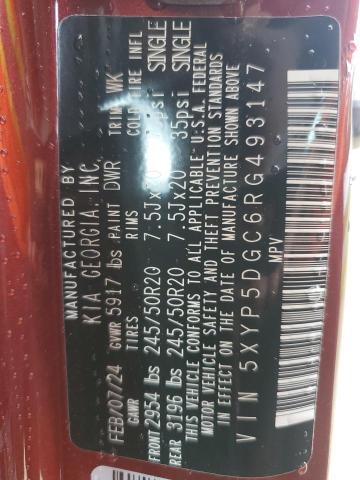 MANUFACTURED BY
KIA GEORGIA, INC.
FEB/07/24 GVWR 5917 lbs PAINT DWR TRIM WK
GAWR TIRES RIMS COLD TIRE INFL
FRONT 2954 lbs 245/50R20 7.5Jx20 35psi SINGLE
REAR 3196 lbs 245/50R20 7.5Jx20 35psi SINGLE
THIS VEHICLE CONFORMS TO ALL APPLICABLE U.S.A. FEDERAL
MOTOR VEHICLE SAFETY AND THEFT PREVENTION STANDARDS
IN EFFECT ON THE DATE OF MANUFACTURE SHOWN ABOVE
VIN 5XYP5DGC6RG493147
MPV